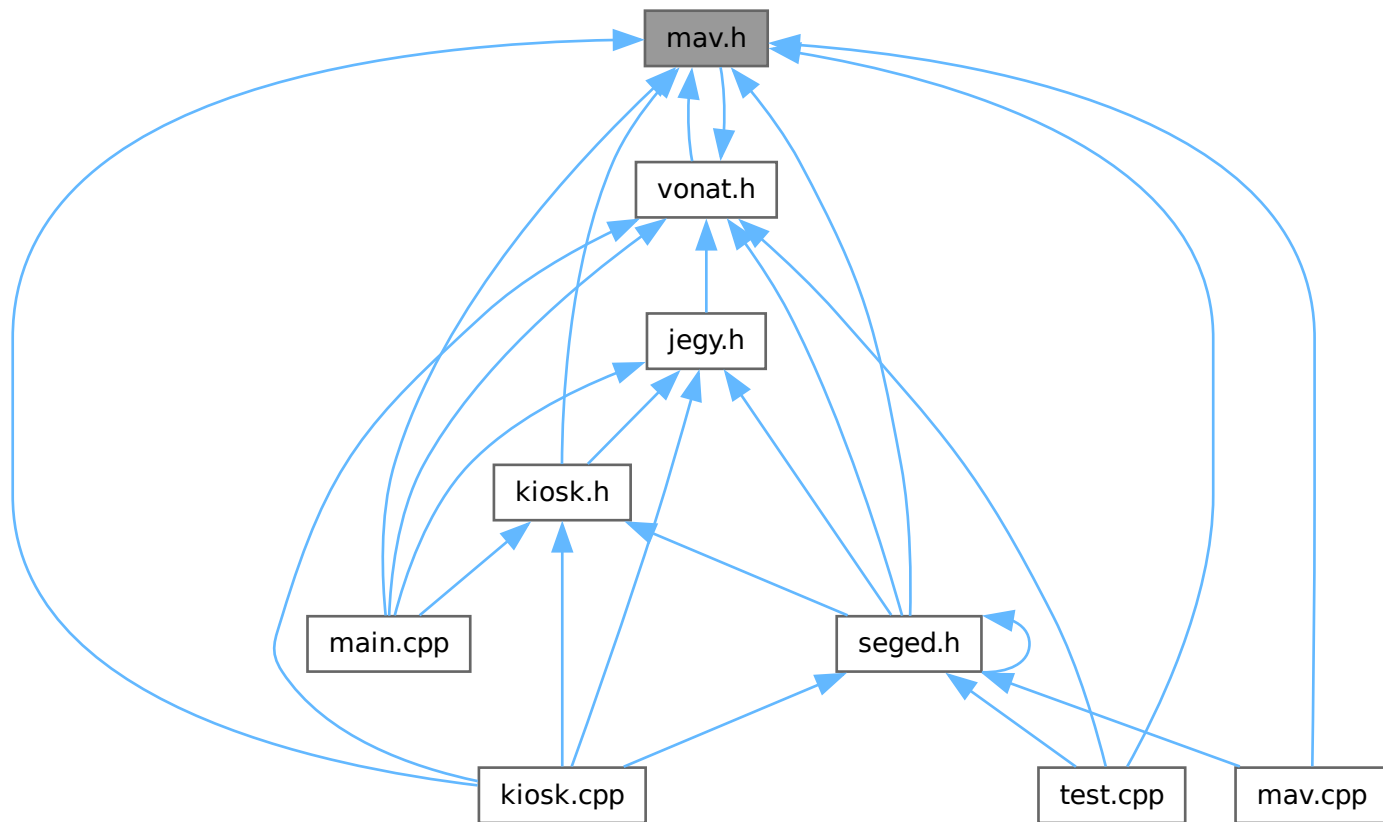 mav.h
vonat.h
jegy.h
kiosk.h
main.cpp
seged.h
kiosk.cpp
test.cpp
mav.cpp